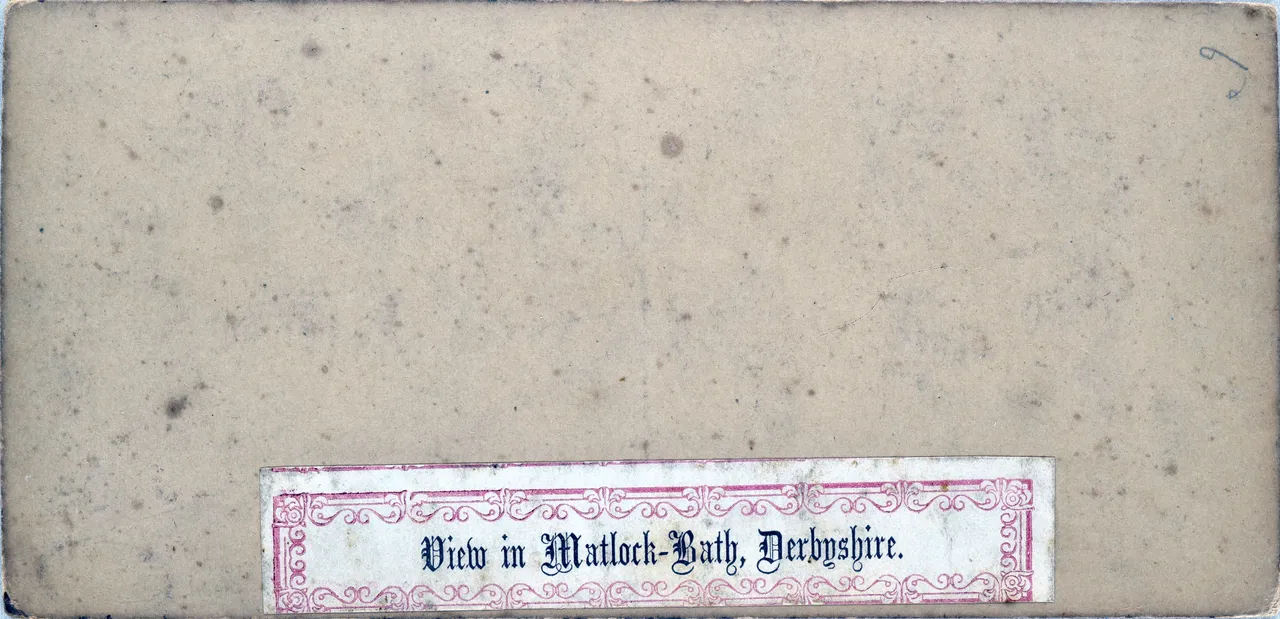 View in Matlock-Bath, Derbyshire.